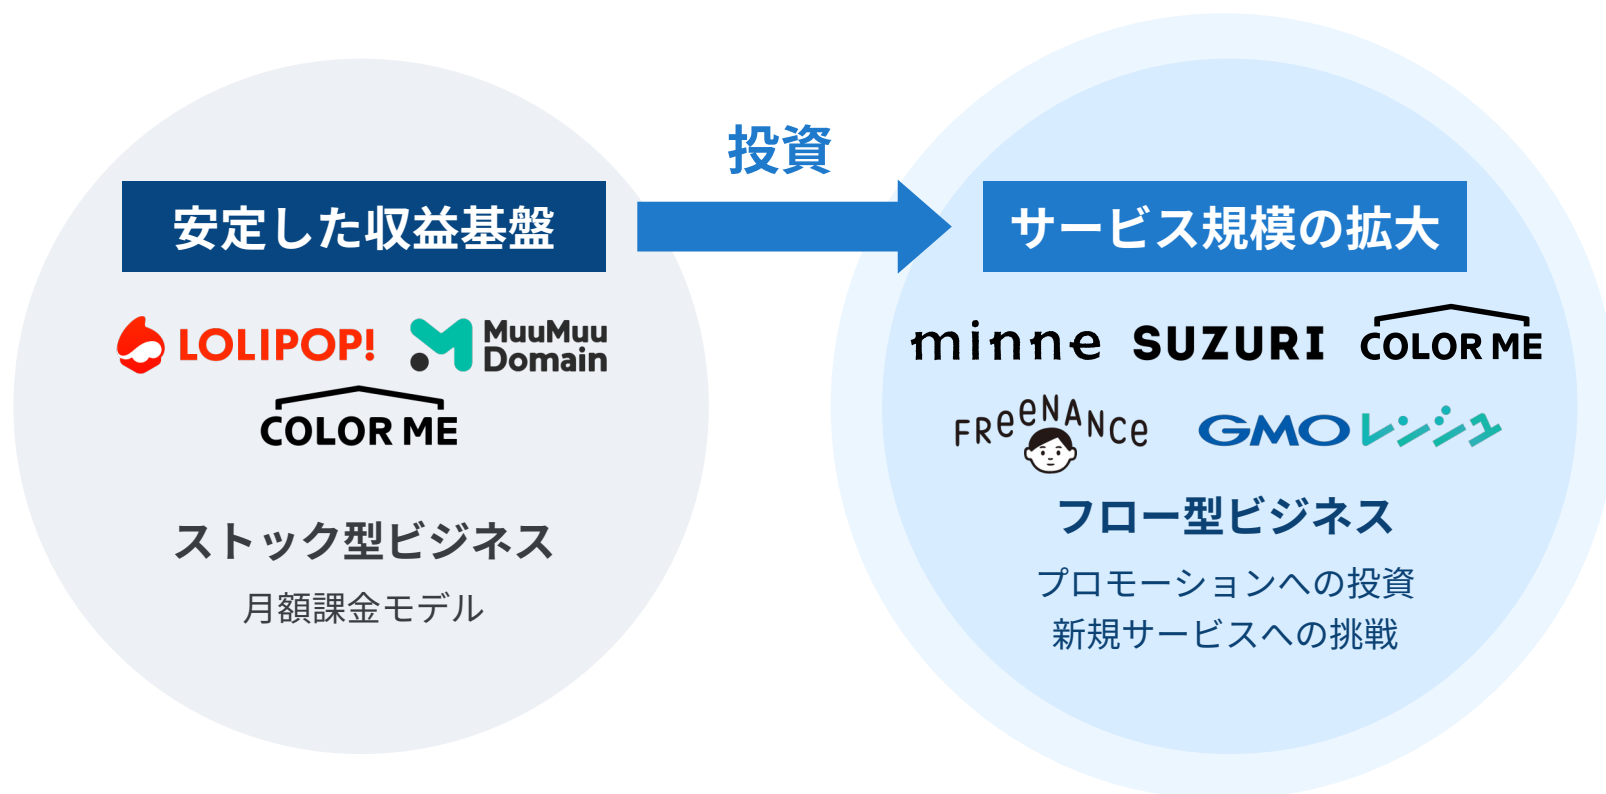 投資
安定した収益基盤
LOLIPOP!
MuuMuu
Domain
COLOR ME
ストック型ビジネス
月額課金モデル
サービス規模の拡大
minne
SUZURI
COLOR ME
FReeNANce
GMOレンシュ
フロー型ビジネス
プロモーションへの投資
新規サービスへの挑戦